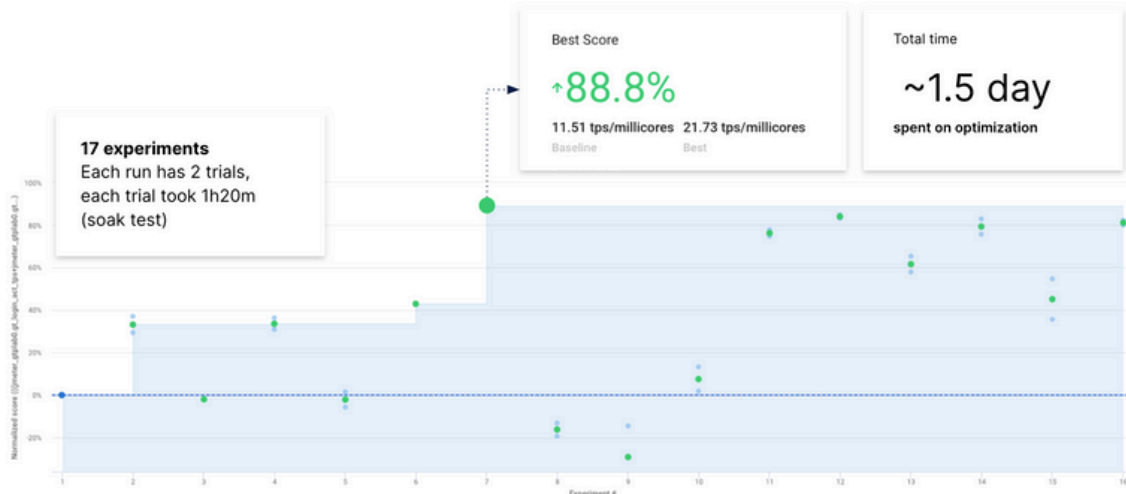 Best Score
↑88.8%
11.51 tps/millicores 21.73 tps/millicores
Baseline Best
Total time
~1.5 day
spent on optimization
17 experiments
Each run has 2 trials,
each trial took 1h20m
(soak test)
100%
80%
60%
40%
20%
0%
-20%
Normalized score
1 2 3 4 5 6 7 8 9 10 11 12 13 14 15 16
Experiment #